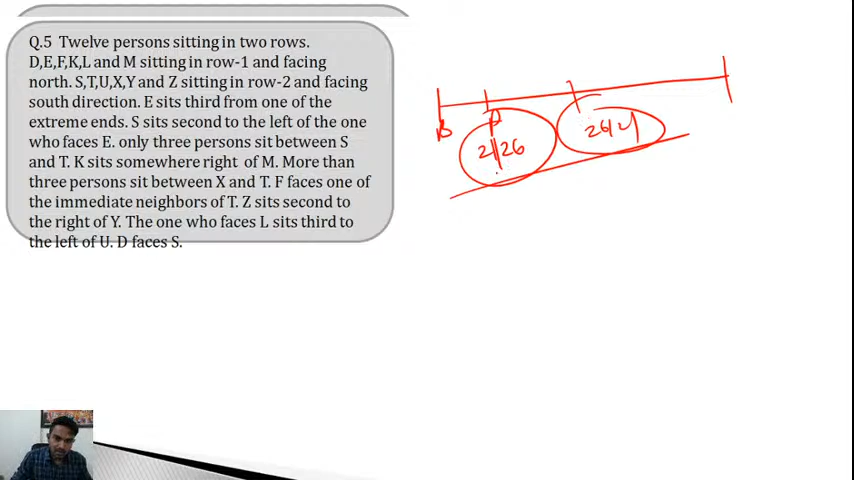 Q.5 Twelve persons sitting in two rows.
D,E,F,K,L and M sitting in row-1 and facing
north. S,T,U,X,Y and Z sitting in row-2 and facing
south direction. E sits third from one of the
extreme ends. S sits second to the left of the one
who faces E. only three persons sit between S
and T. K sits somewhere right of M. More than
three persons sit between X and T. F faces one of
the immediate neighbors of T. Z sits second to
the right of Y. The one who faces L sits third to
the left of U. D faces S.
B